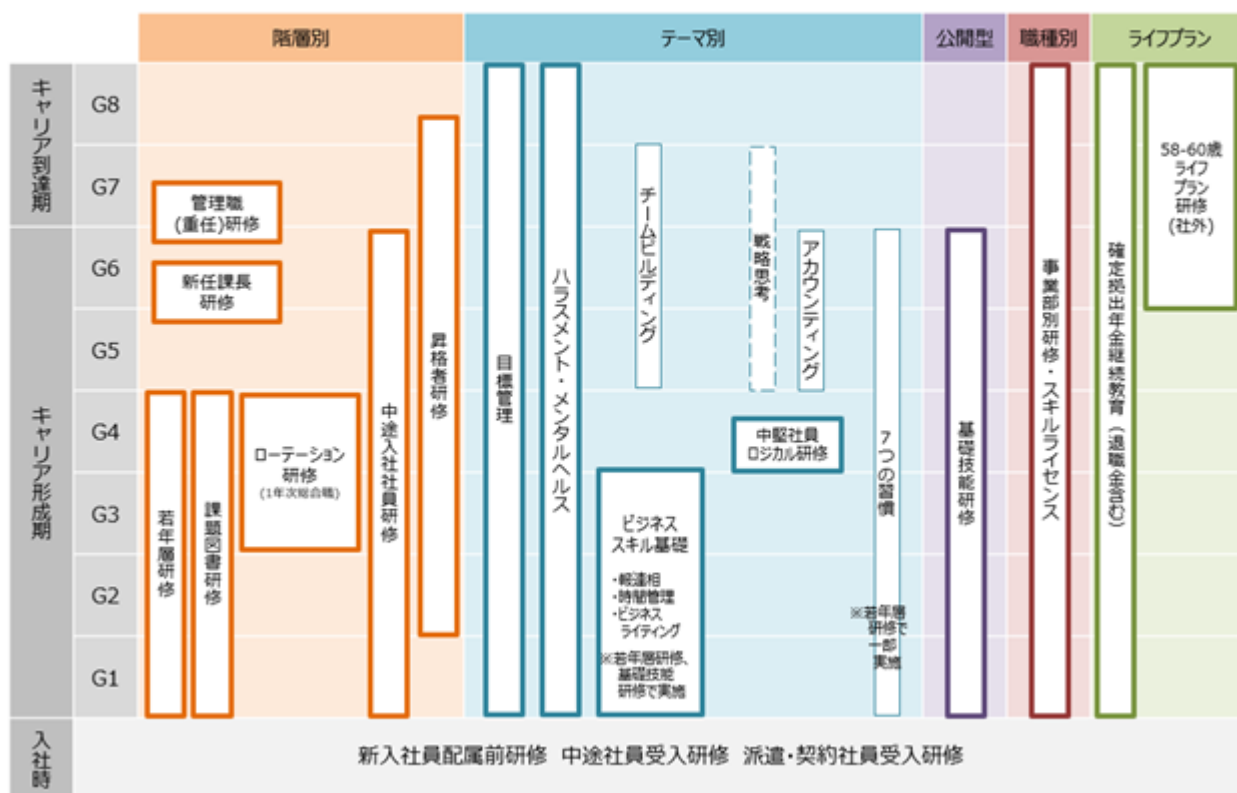 階層別
テーマ別
公開型
職種別
ライフプラン
キャリア到達期
G8
G7
キャリア形成期
G6
G5
G4
G3
G2
G1
入社時
管理職
(重任)研修
新任課長
研修
若年層研修
課題図書研修
ローテーション
研修
(1年次総合職)
中途入社社員研修
昇格者研修
目標管理
ハラスメント・メンタルヘルス
チームビルディング
ビジネス
スキル基礎
・報連相
・時間管理
・ビジネス
ライティング
※若年層研修、
基礎技能
研修で実施
戦略思考
アカウンティング
中堅社員
ロジカル研修
7つの習慣
※若年層
研修で
一部
実施
基礎技能研修
事業部別研修・スキルライセンス
確定拠出年金継続教育(退職金含む)
58-60歳
ライフ
プラン
研修
(社外)
新入社員配属前研修 中途社員受入研修 派遣・契約社員受入研修